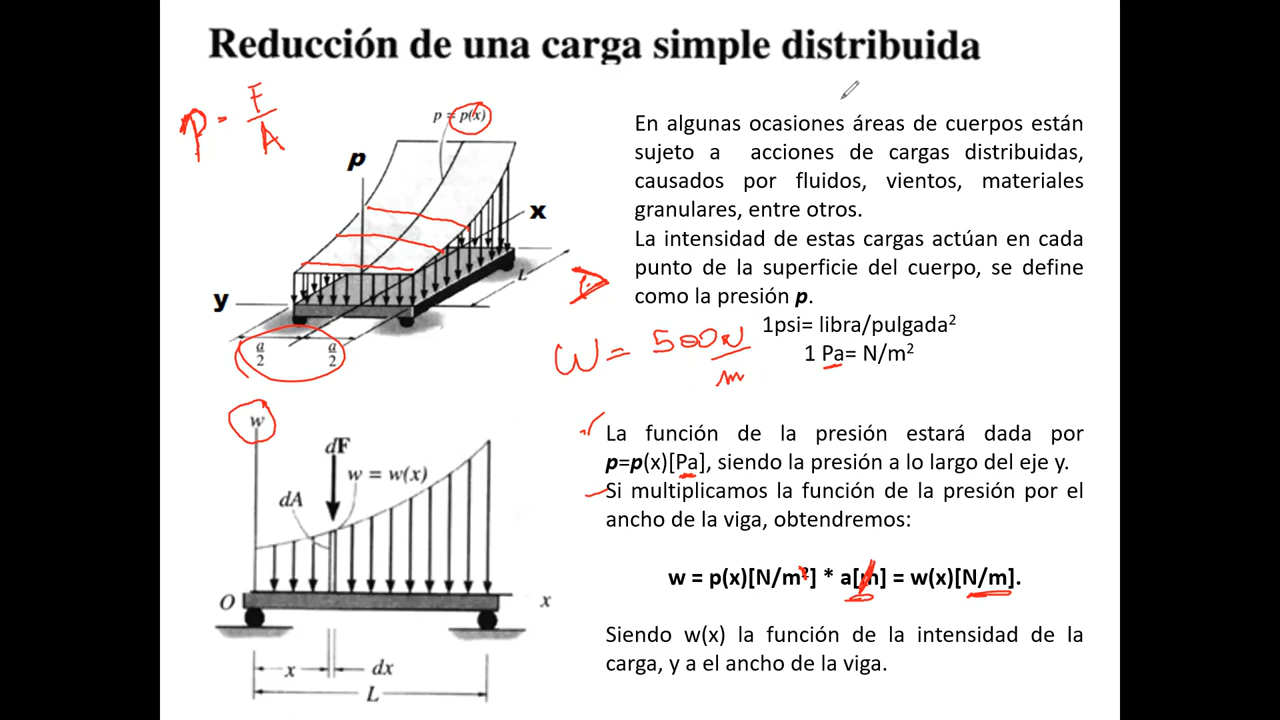 Reducción de una carga simple distribuida
P = F/A
p = p(x)
p
x
y
L
a/2
a/2
En algunas ocasiones áreas de cuerpos están
sujeto a acciones de cargas distribuidas,
causados por fluidos, vientos, materiales
granulares, entre otros.
La intensidad de estas cargas actúan en cada
punto de la superficie del cuerpo, se define
como la presión p.
1psi= libra/pulgada²
1 Pa= N/m²
W = 500 N/m
w
dF
w = w(x)
dA
O
x
x
dx
L
La función de la presión estará dada por
p=p(x)[Pa], siendo la presión a lo largo del eje y.
Si multiplicamos la función de la presión por el
ancho de la viga, obtendremos:
w = p(x)[N/m²] * a[m] = w(x)[N/m].
Siendo w(x) la función de la intensidad de la
carga, y a el ancho de la viga.